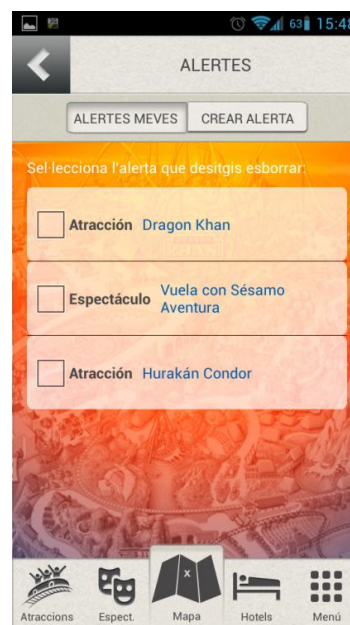 63 15:48
ALERTES
ALERTES MEVES CREAR ALERTA
Sel·lecciona l'alerta que desitgis esborrar:
Atracción Dragon Khan
Espectáculo Vuela con Sésamo
Aventura
Atracción Hurakán Condor
x
Atraccions Espect. Mapa Hotels Menú